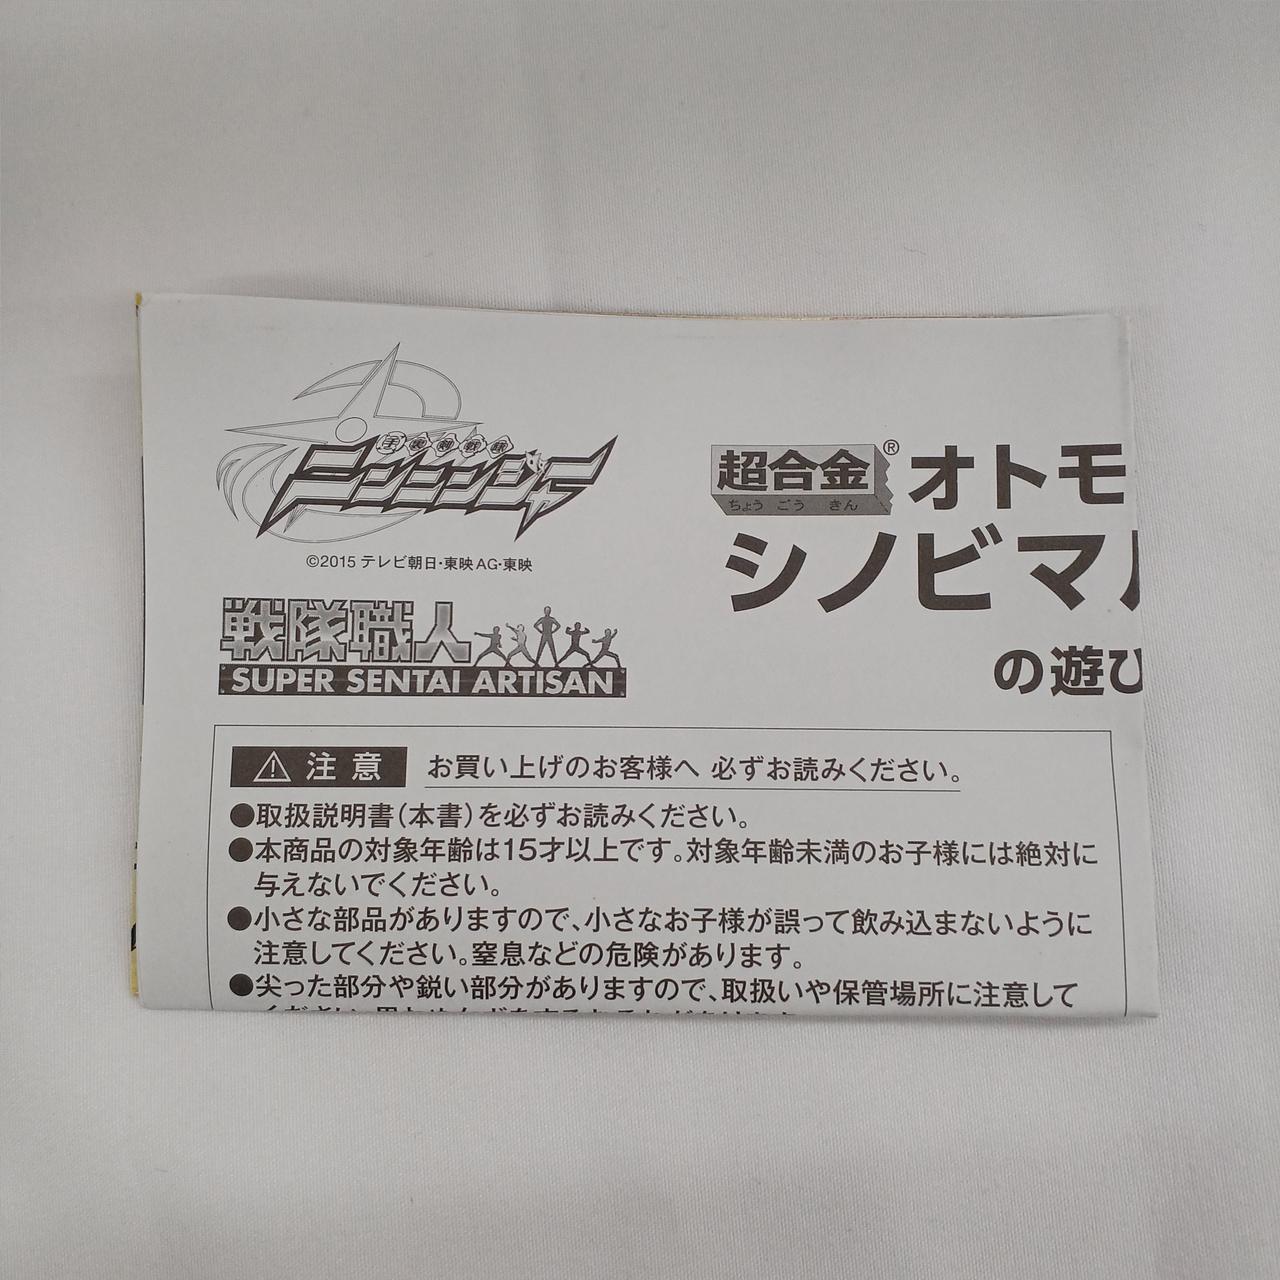 手裏剣戦隊
ニンニンジャー
©2015 テレビ朝日・東映AG・東映
戦隊職人
SUPER SENTAI ARTISAN
超合金® オトモ
ちょうごうきん
シノビマル
の遊び
⚠注意 お買い上げのお客様へ 必ずお読みください。
●取扱説明書(本書)を必ずお読みください。
●本商品の対象年齢は15才以上です。対象年齢未満のお子様には絶対に
与えないでください。
●小さな部品がありますので、小さなお子様が誤って飲み込まないように
注意してください。窒息などの危険があります。
●尖った部分や鋭い部分がありますので、取扱いや保管場所に注意して